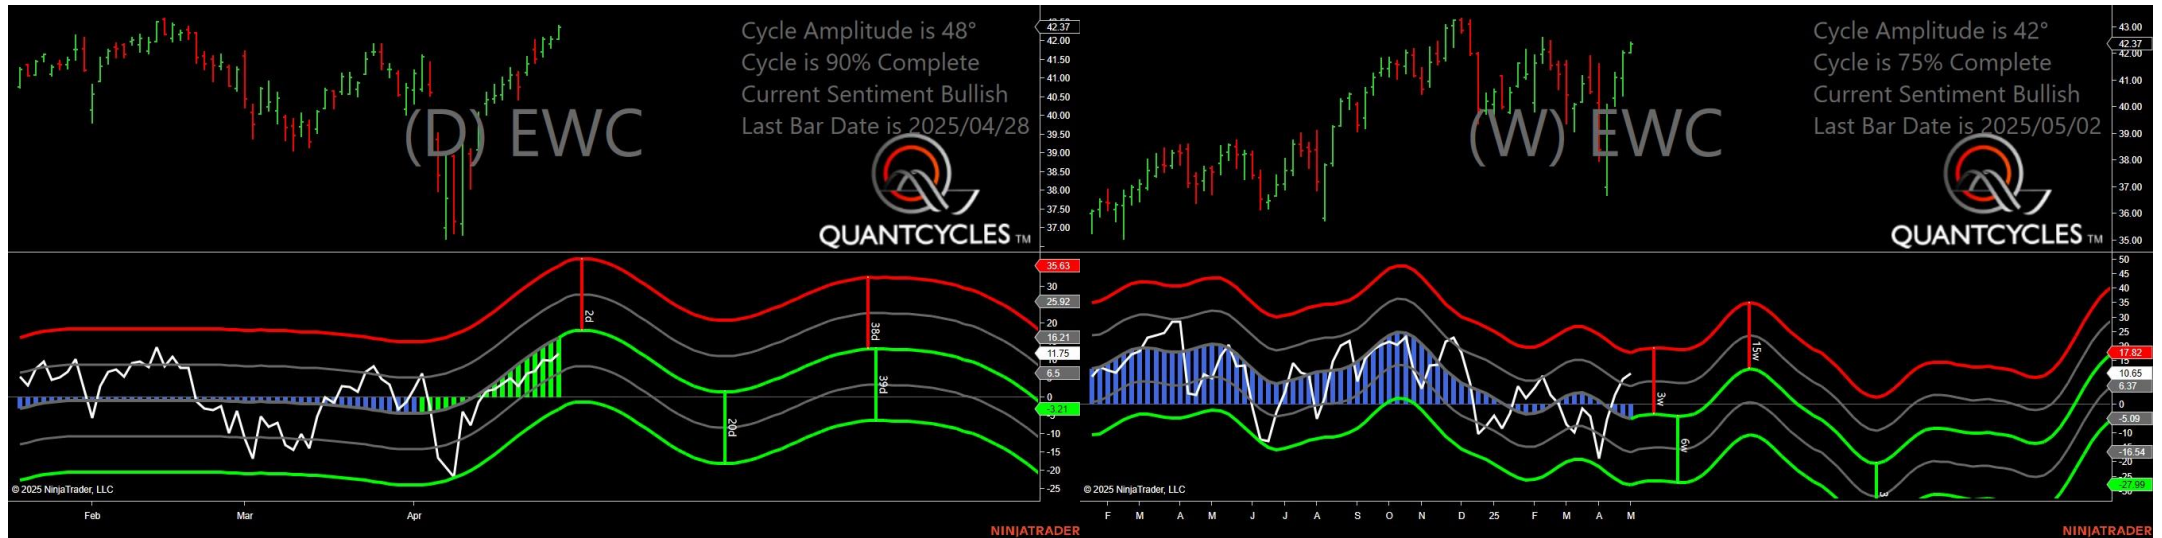 Cycle Amplitude is 48°
Cycle is 90% Complete
Current Sentiment Bullish
Last Bar Date is 2025/04/28
(D) EWC
QUANTCYCLES TM
42.37
42.00
41.50
41.00
40.50
40.00
39.50
39.00
38.50
38.00
37.50
37.00
35.63
30
25.92
20
16.21
11.75
6.5
0
-3.21
-10
-15
-20
-25
2d
20d
38d
39d
© 2025 NinjaTrader, LLC
Feb
Mar
Apr
NINJATRADER
Cycle Amplitude is 42°
Cycle is 75% Complete
Current Sentiment Bullish
Last Bar Date is 2025/05/02
(W) EWC
QUANTCYCLES TM
43.00
42.37
42.00
41.00
40.00
39.00
38.00
37.00
36.00
35.00
50
45
40
35
30
25
20
17.82
10.65
6.37
0
-5.09
-10
-16.54
-20
-27.99
3w
6w
15w
© 2025 NinjaTrader, LLC
F
M
A
M
J
J
A
S
O
N
D
25
F
M
A
M
NINJATRADER